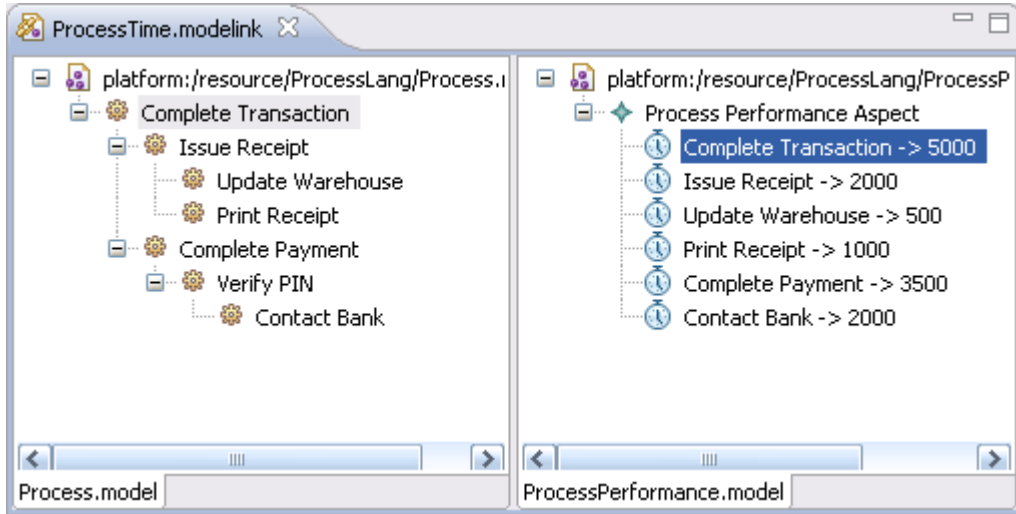 ProcessTime.modelink
platform:/resource/ProcessLang/Process.r
Complete Transaction
Issue Receipt
Update Warehouse
Print Receipt
Complete Payment
Verify PIN
Contact Bank
Process.model
platform:/resource/ProcessLang/ProcessP
Process Performance Aspect
Complete Transaction -> 5000
Issue Receipt -> 2000
Update Warehouse -> 500
Print Receipt -> 1000
Complete Payment -> 3500
Contact Bank -> 2000
ProcessPerformance.model